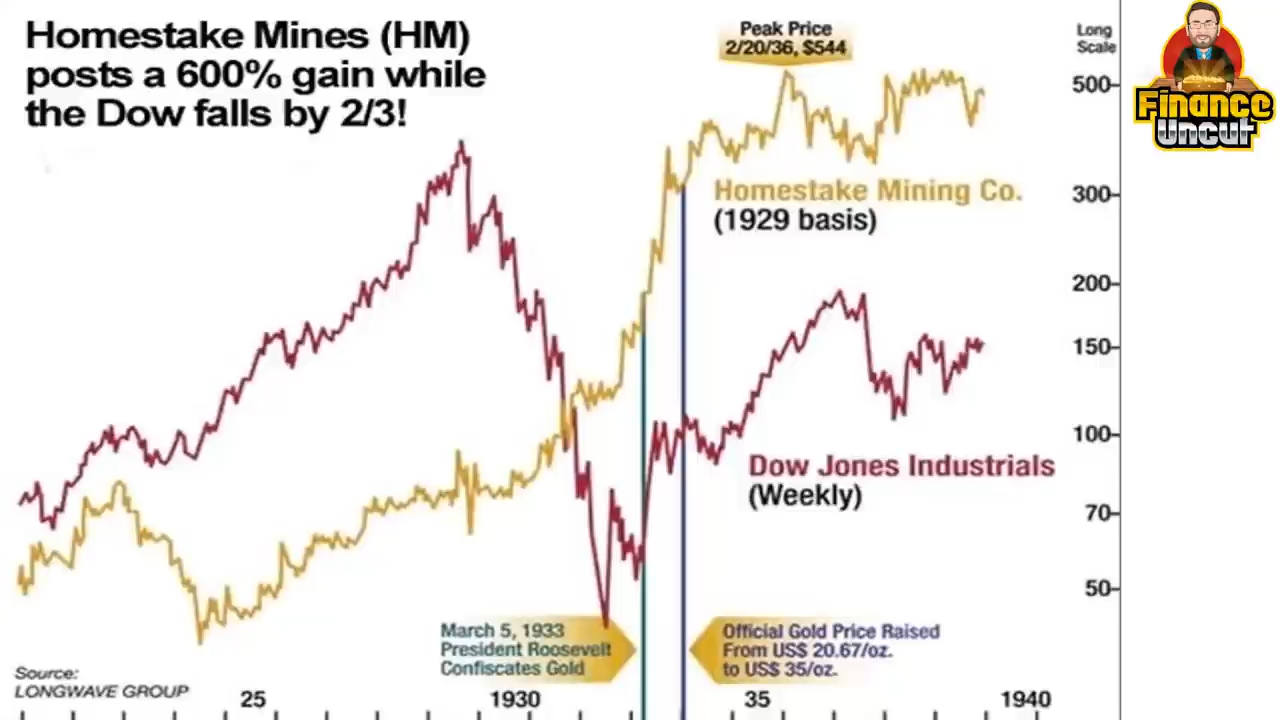 Homestake Mines (HM)
posts a 600% gain while
the Dow falls by 2/3!
Peak Price
2/20/36, $544
Long
Scale
Finance
Uncut
500
Homestake Mining Co.
(1929 basis)
300
200
150
100
Dow Jones Industrials
(Weekly)
70
50
March 5, 1933
President Roosevelt
Confiscates Gold
Official Gold Price Raised
From US$ 20.67/oz.
to US$ 35/oz.
Source:
LONGWAVE GROUP
25
1930
35
1940